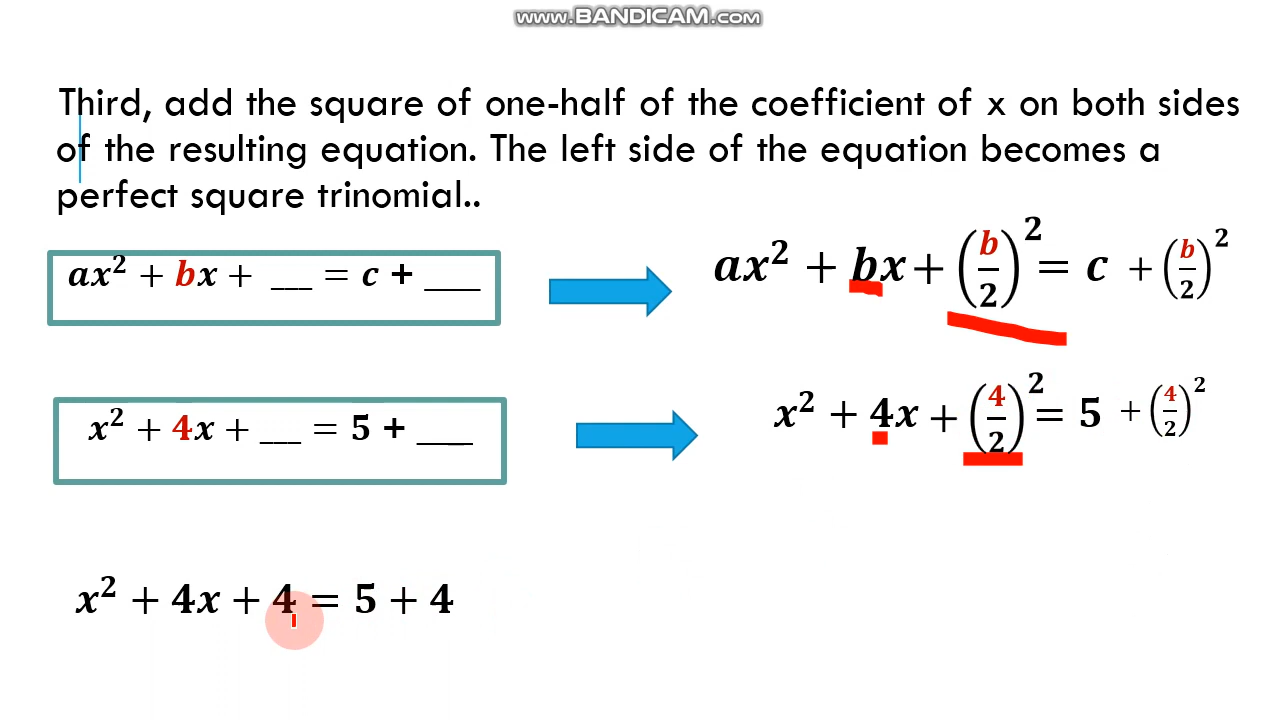 www.BANDICAM.com
Third, add the square of one-half of the coefficient of x on both sides
of the resulting equation. The left side of the equation becomes a
perfect square trinomial..
ax² + bx + ___ = c + ___
ax² + bx + (b/2)² = c + (b/2)²
x² + 4x + ___ = 5 + ___
x² + 4x + (4/2)² = 5 + (4/2)²
x² + 4x + 4 = 5 + 4